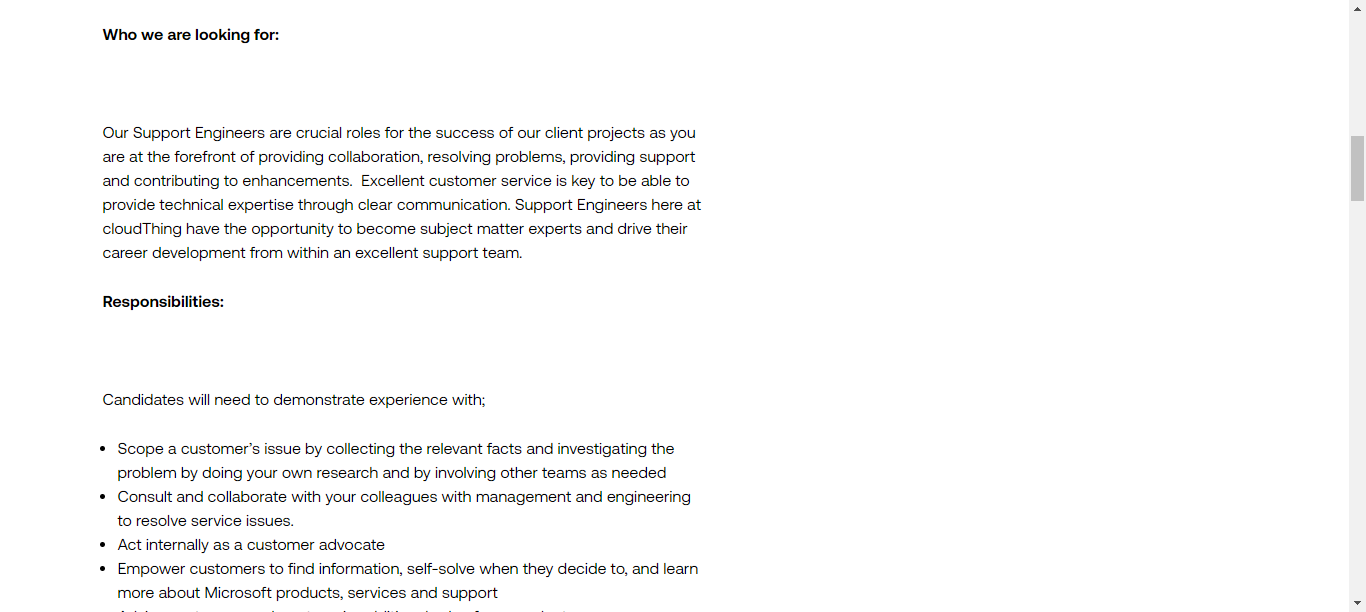 Who we are looking for:
Our Support Engineers are crucial roles for the success of our client projects as you
are at the forefront of providing collaboration, resolving problems, providing support
and contributing to enhancements.  Excellent customer service is key to be able to
provide technical expertise through clear communication. Support Engineers here at
cloudThing have the opportunity to become subject matter experts and drive their
career development from within an excellent support team.
Responsibilities:
Candidates will need to demonstrate experience with;
• Scope a customer’s issue by collecting the relevant facts and investigating the
problem by doing your own research and by involving other teams as needed
• Consult and collaborate with your colleagues with management and engineering
to resolve service issues.
• Act internally as a customer advocate
• Empower customers to find information, self-solve when they decide to, and learn
more about Microsoft products, services and support